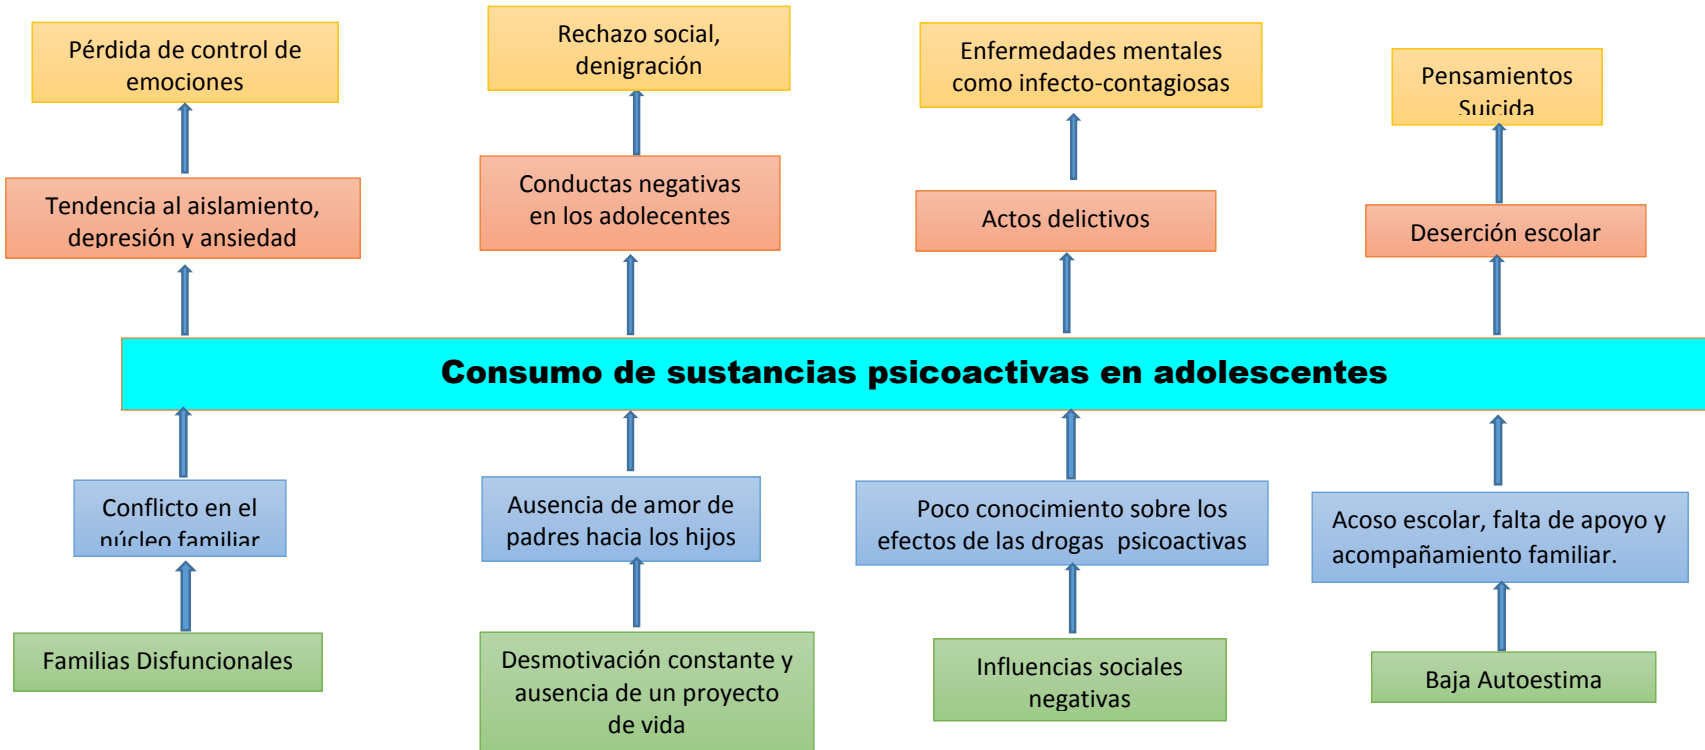 Pérdida de control de
emociones
Rechazo social,
denigración
Enfermedades mentales
como infecto-contagiosas
Pensamientos
Suicida
Tendencia al aislamiento,
depresión y ansiedad
Conductas negativas
en los adolecentes
Actos delictivos
Deserción escolar
Consumo de sustancias psicoactivas en adolescentes
Conflicto en el
núcleo familiar
Ausencia de amor de
padres hacia los hijos
Poco conocimiento sobre los
efectos de las drogas psicoactivas
Acoso escolar, falta de apoyo y
acompañamiento familiar.
Familias Disfuncionales
Desmotivación constante y
ausencia de un proyecto
de vida
Influencias sociales
negativas
Baja Autoestima